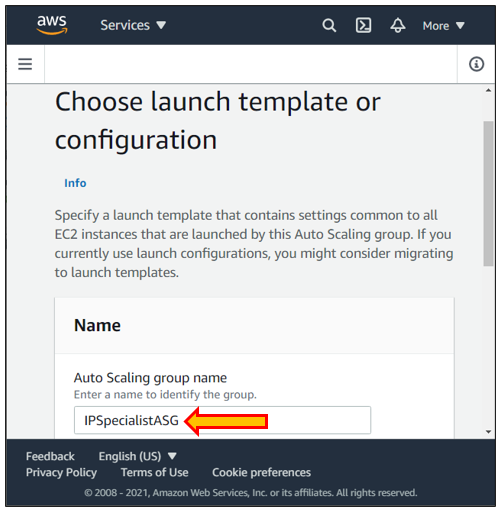 aws Services ▼ More ▼
Choose launch template or
configuration
Info
Specify a launch template that contains settings common to all
EC2 instances that are launched by this Auto Scaling group. If you
currently use launch configurations, you might consider migrating
to launch templates.
Name
Auto Scaling group name
Enter a name to identify the group.
IPSpecialistASG
Feedback English (US) ▼
Privacy Policy Terms of Use Cookie preferences
© 2008 - 2021, Amazon Web Services, Inc. or its affiliates. All rights reserved.